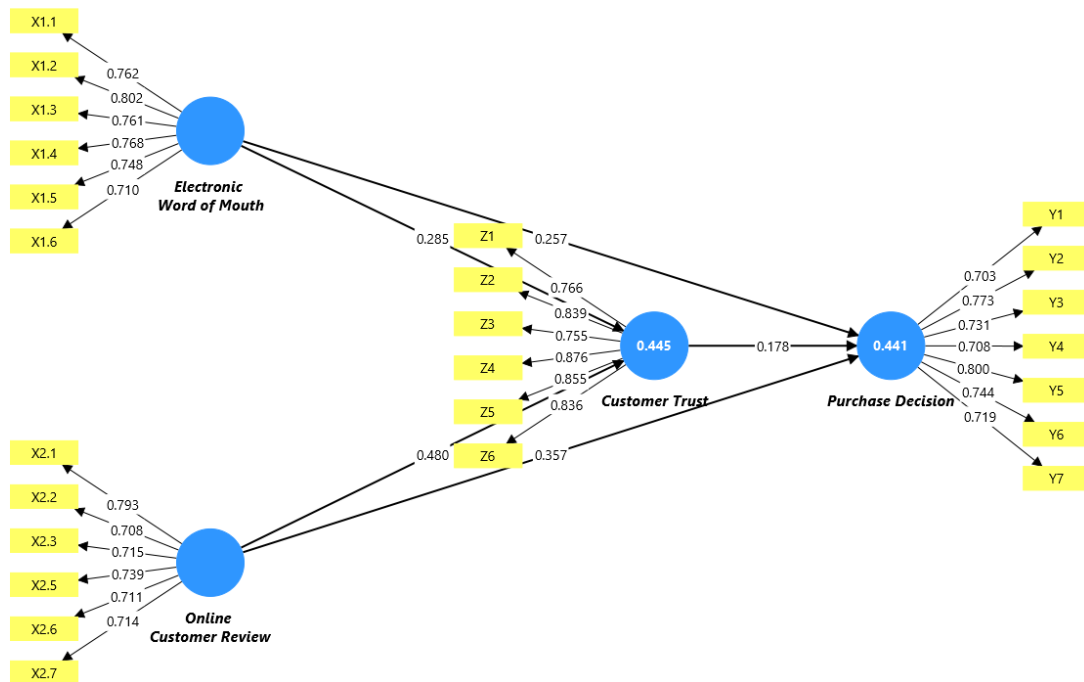 X1.1
X1.2
X1.3
X1.4
X1.5
X1.6
0.762
0.802
0.761
0.768
0.748
0.710
Electronic
Word of Mouth
0.285
0.257
Z1
Z2
Z3
Z4
Z5
Z6
0.766
0.839
0.755
0.876
0.855
0.836
0.445
Customer Trust
0.178
0.441
Purchase Decision
0.703
0.773
0.731
0.708
0.800
0.744
0.719
Y1
Y2
Y3
Y4
Y5
Y6
Y7
0.480
0.357
X2.1
X2.2
X2.3
X2.5
X2.6
X2.7
0.793
0.708
0.715
0.739
0.711
0.714
Online
Customer Review